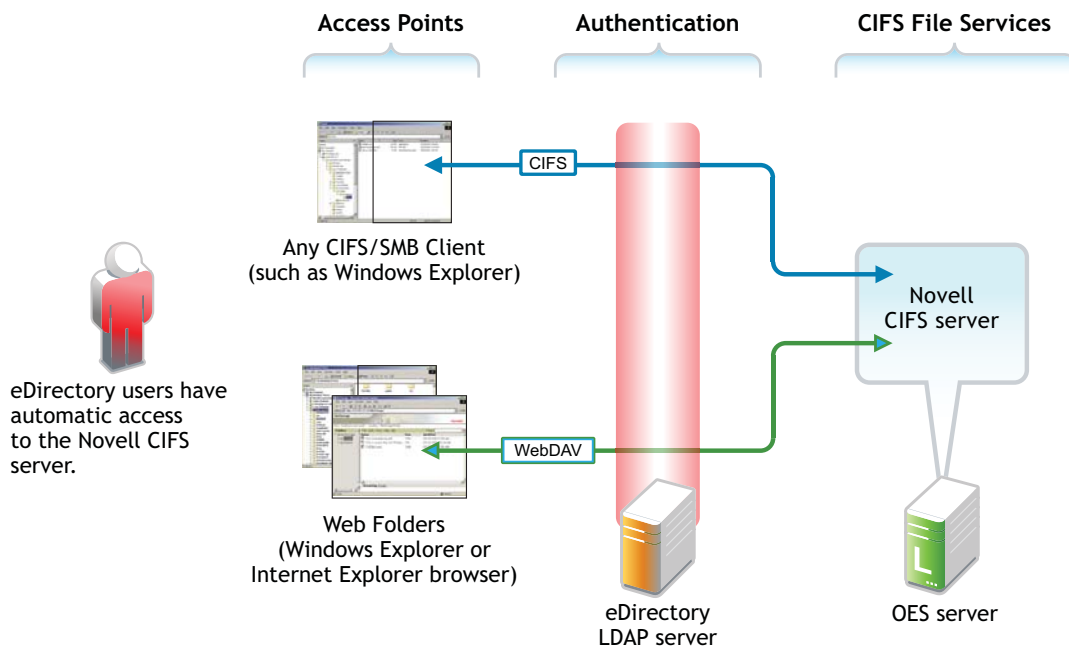 Access Points
Authentication
CIFS File Services
CIFS
Any CIFS/SMB Client
(such as Windows Explorer)
Novell
CIFS server
eDirectory users have
automatic access
to the Novell CIFS
server.
WebDAV
Web Folders
(Windows Explorer or
Internet Explorer browser)
eDirectory
LDAP server
L
OES server